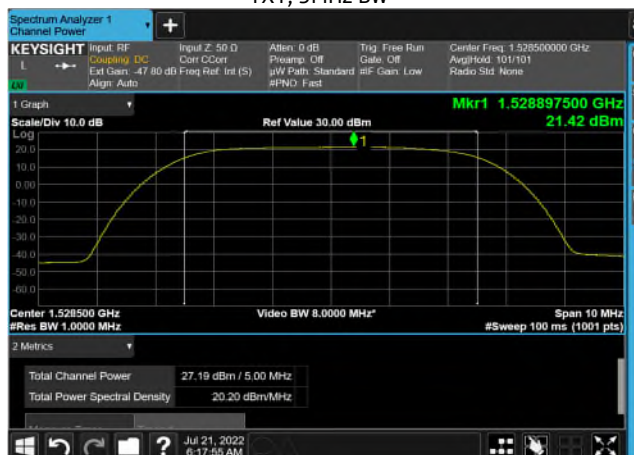 TX1, 5MHz BW
Spectrum Analyzer 1
Channel Power
KEYSIGHT
Input: RF
Coupling: DC
Ext Gain: -47.80 dB
Align: Auto
Input Z: 50 Ω
Corr CCorr
Freq Ref: Int (S)
Atten: 0 dB
Preamp: Off
µW Path: Standard
#PNO: Fast
Trig: Free Run
Gate: Off
#IF Gain: Low
Center Freq: 1.528500000 GHz
Avg|Hold: 101/101
Radio Std: None
L
LXI
1 Graph
Mkr1 1.528897500 GHz
Scale/Div 10.0 dB
Ref Value 30.00 dBm
21.42 dBm
Log
1
20.0
10.0
0.00
-10.0
-20.0
-30.0
-40.0
-50.0
-60.0
Center 1.528500 GHz
Video BW 8.0000 MHz*
Span 10 MHz
#Res BW 1.0000 MHz
#Sweep 100 ms (1001 pts)
2 Metrics
Total Channel Power 27.19 dBm / 5.00 MHz
Total Power Spectral Density 20.20 dBm/MHz
?
Jul 21, 2022
6:17:55 AM